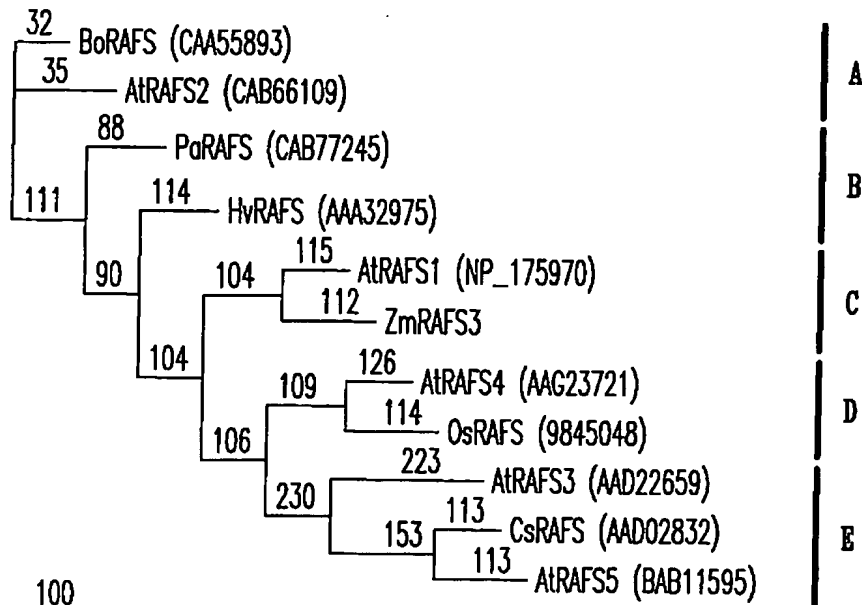 32
BoRAFS (CAA55893)
35
AtRAFS2 (CAB66109)
A
88
PaRAFS (CAB77245)
111
114
HvRAFS (AAA32975)
B
90
104
115
AtRAFS1 (NP_175970)
112
ZmRAFS3
C
104
109
126
AtRAFS4 (AAG23721)
114
OsRAFS (9845048)
D
106
223
AtRAFS3 (AAD22659)
230
153
113
CsRAFS (AAD02832)
113
AtRAFS5 (BAB11595)
E
100